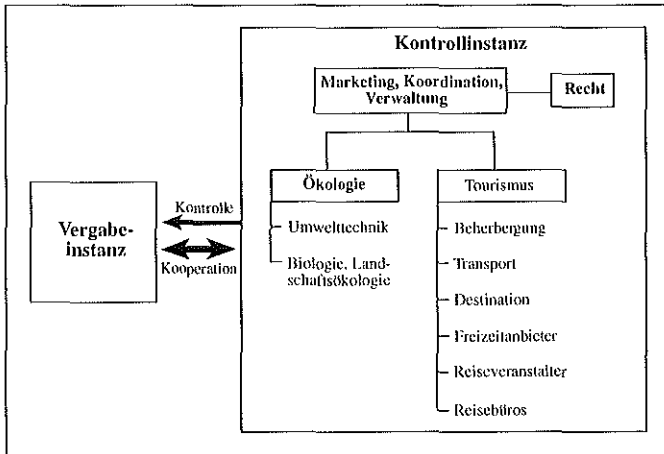 Kontrollinstanz
Marketing, Koordination,
Verwaltung
Recht
Ökologie
Tourismus
Kontrolle
Vergabe-
instanz
Kooperation
Umwelttechnik
Biologie, Land-
schaftsökologie
Beherbergung
Transport
Destination
Freizeitanbieter
Reiseveranstalter
Reisebüros